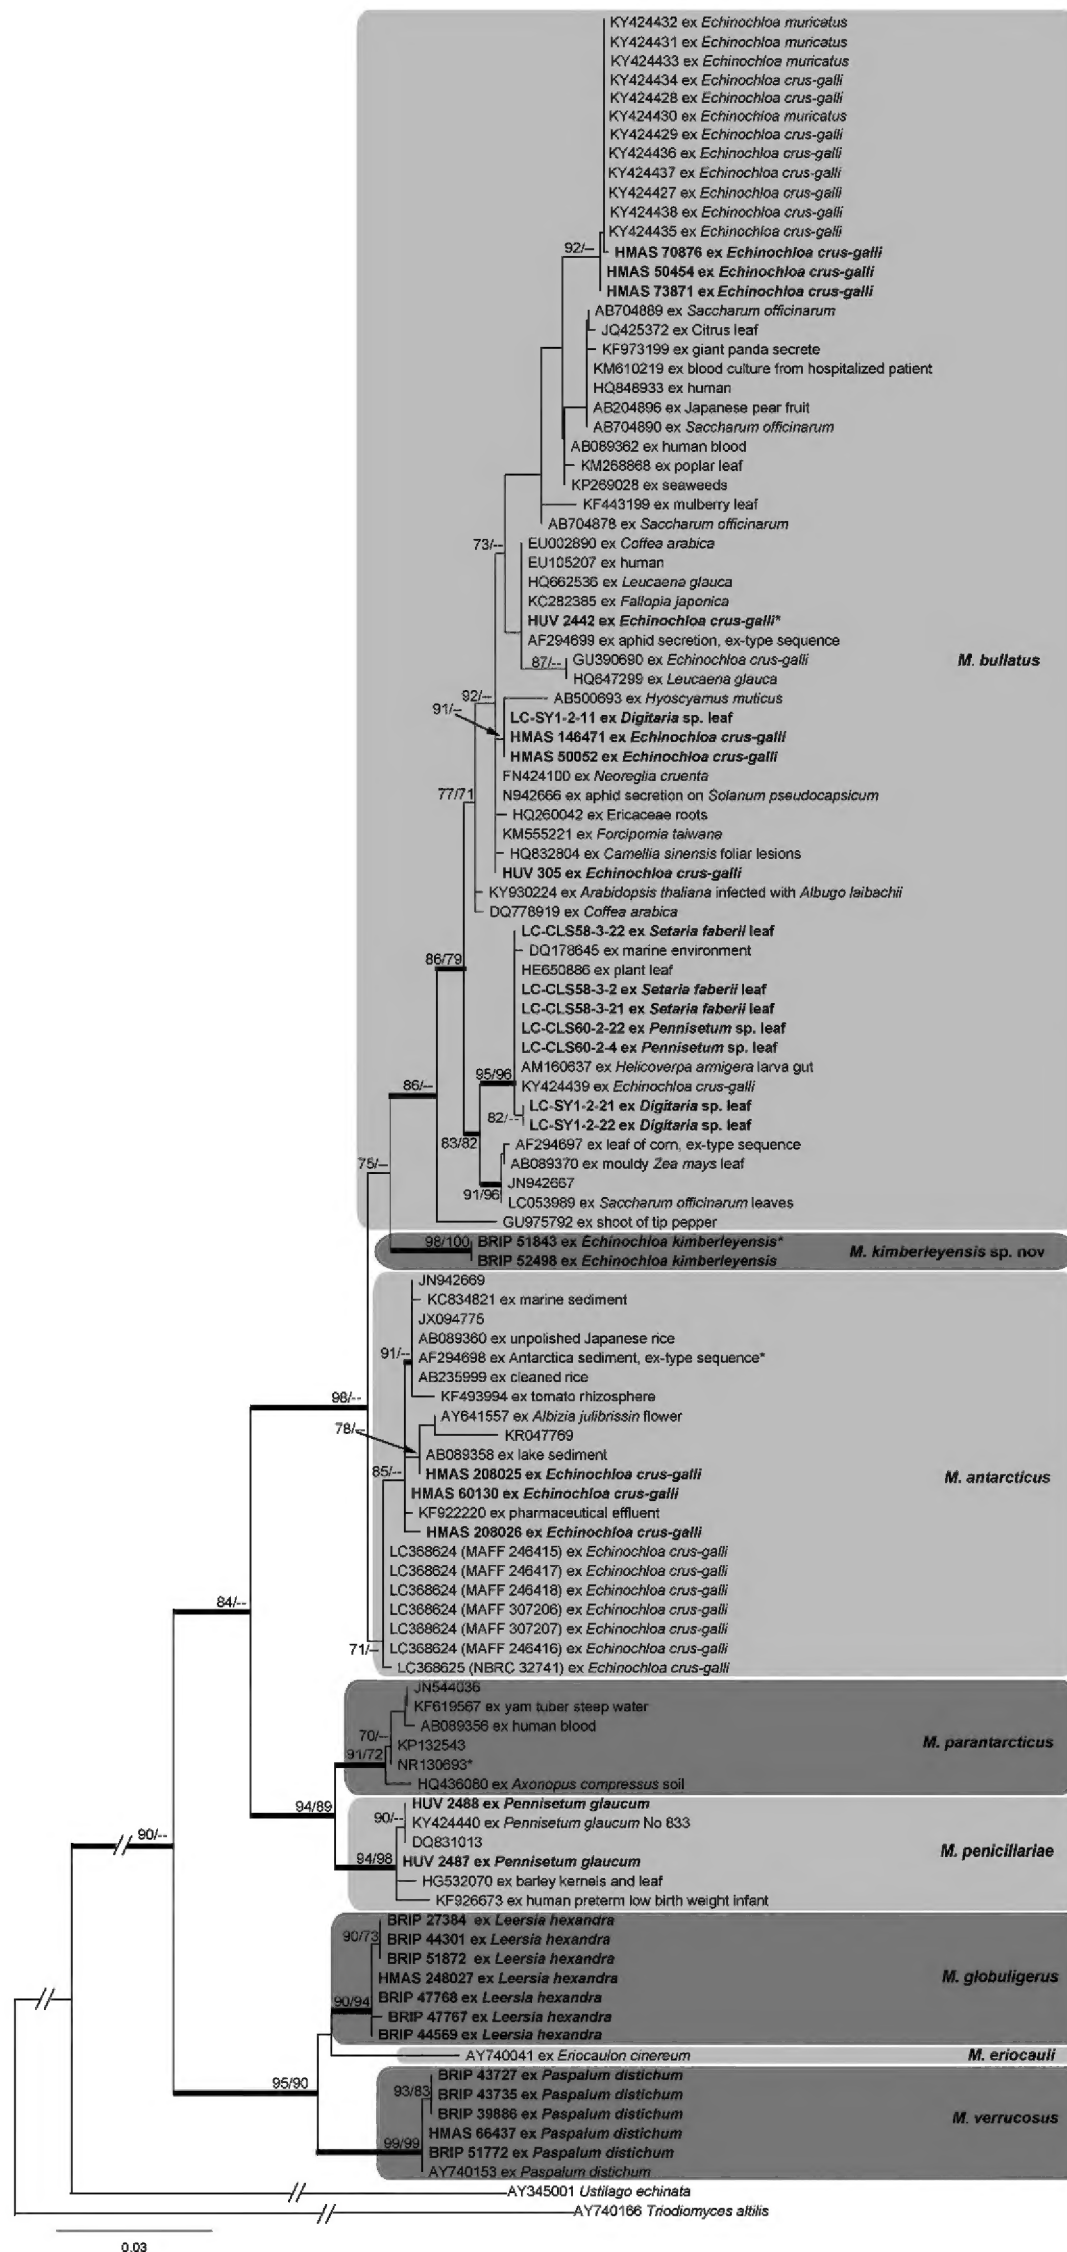 KY424432 ex Echinochloa muricatus
KY424431 ex Echinochloa muricatus
KY424433 ex Echinochloa muricatus
KY424434 ex Echinochloa crus-galli
KY424428 ex Echinochloa crus-galli
KY424430 ex Echinochloa muricatus
KY424429 ex Echinochloa crus-galli
KY424436 ex Echinochloa crus-galli
KY424437 ex Echinochloa crus-galli
KY424427 ex Echinochloa crus-galli
KY424438 ex Echinochloa crus-galli
KY424435 ex Echinochloa crus-galli
92/--
HMAS 70876 ex Echinochloa crus-galli
HMAS 50454 ex Echinochloa crus-galli
HMAS 73871 ex Echinochloa crus-galli
AB704889 ex Saccharum officinarum
JQ425372 ex Citrus leaf
KF973199 ex giant panda secrete
KM610219 ex blood culture from hospitalized patient
HQ848933 ex human
AB204896 ex Japanese pear fruit
AB704890 ex Saccharum officinarum
AB089362 ex human blood
KM268868 ex poplar leaf
KP269028 ex seaweeds
KF443199 ex mulberry leaf
AB704878 ex Saccharum officinarum
73/--
EU002890 ex Coffea arabica
EU105207 ex human
HQ662536 ex Leucaena glauca
KC282385 ex Fallopia japonica
HUV 2442 ex Echinochloa crus-galli*
AF294699 ex aphid secretion, ex-type sequence
87/--
GU390690 ex Echinochloa crus-galli
M. bullatus
HQ647299 ex Leucaena glauca
92/--
AB500693 ex Hyoscyamus muticus
91/--
LC-SY1-2-11 ex Digitaria sp. leaf
HMAS 146471 ex Echinochloa crus-galli
HMAS 50052 ex Echinochloa crus-galli
FN424100 ex Neoreglia cruenta
77/71
N942666 ex aphid secretion on Solanum pseudocapsicum
HQ260042 ex Ericaceae roots
KM555221 ex Forcipomia taiwana
HQ832804 ex Camellia sinensis foliar lesions
HUV 305 ex Echinochloa crus-galli
KY930224 ex Arabidopsis thaliana infected with Albugo laibachii
DQ778919 ex Coffea arabica
LC-CLS58-3-22 ex Setaria faberii leaf
DQ178645 ex marine environment
86/79
HE650886 ex plant leaf
LC-CLS58-3-2 ex Setaria faberii leaf
LC-CLS58-3-21 ex Setaria faberii leaf
LC-CLS60-2-22 ex Pennisetum sp. leaf
LC-CLS60-2-4 ex Pennisetum sp. leaf
AM160637 ex Helicoverpa armigera larva gut
95/96
86/--
KY424439 ex Echinochloa crus-galli
LC-SY1-2-21 ex Digitaria sp. leaf
82/--
LC-SY1-2-22 ex Digitaria sp. leaf
83/82
AF294697 ex leaf of corn, ex-type sequence
75/--
AB089370 ex mouldy Zea mays leaf
JN942667
91/96
LC053989 ex Saccharum officinarum leaves
GU975792 ex shoot of tip pepper
98/100
BRIP 51843 ex Echinochloa kimberleyensis*
M. kimberleyensis sp. nov
BRIP 52498 ex Echinochloa kimberleyensis
JN942669
KC834821 ex marine sediment
JX094775
AB089360 ex unpolished Japanese rice
91/--
AF294698 ex Antarctica sediment, ex-type sequence*
AB235999 ex cleaned rice
98/--
KF493994 ex tomato rhizosphere
AY641557 ex Albizia julibrissin flower
78/--
KR047769
AB089358 ex lake sediment
85/--
HMAS 208025 ex Echinochloa crus-galli
M. antarcticus
HMAS 60130 ex Echinochloa crus-galli
KF922220 ex pharmaceutical effluent
HMAS 208026 ex Echinochloa crus-galli
LC368624 (MAFF 246415) ex Echinochloa crus-galli
LC368624 (MAFF 246417) ex Echinochloa crus-galli
LC368624 (MAFF 246418) ex Echinochloa crus-galli
84/--
LC368624 (MAFF 307206) ex Echinochloa crus-galli
LC368624 (MAFF 307207) ex Echinochloa crus-galli
LC368624 (MAFF 246416) ex Echinochloa crus-galli
71/--
LC368625 (NBRC 32741) ex Echinochloa crus-galli
JN544036
KF619567 ex yam tuber steep water
AB089356 ex human blood
70/--
KP132543
M. parantarcticus
91/72
NR130693*
HQ436080 ex Axonopus compressus soil
94/89
HUV 2488 ex Pennisetum glaucum
90/--
KY424440 ex Pennisetum glaucum No 833
90/--
DQ831013
M. penicillariae
94/98
HUV 2487 ex Pennisetum glaucum
HG532070 ex barley kernels and leaf
KF926673 ex human preterm low birth weight infant
BRIP 27384 ex Leersia hexandra
90/73
BRIP 44301 ex Leersia hexandra
BRIP 51872 ex Leersia hexandra
HMAS 248027 ex Leersia hexandra
M. globuligerus
90/94
BRIP 47768 ex Leersia hexandra
BRIP 47767 ex Leersia hexandra
BRIP 44569 ex Leersia hexandra
AY740041 ex Eriocaulon cinereum
M. eriocauli
95/90
BRIP 43727 ex Paspalum distichum
93/83
BRIP 43735 ex Paspalum distichum
BRIP 39886 ex Paspalum distichum
M. verrucosus
HMAS 66437 ex Paspalum distichum
99/99
BRIP 51772 ex Paspalum distichum
AY740153 ex Paspalum distichum
AY345001 Ustilago echinata
AY740166 Triodiomyces altilis
0.03